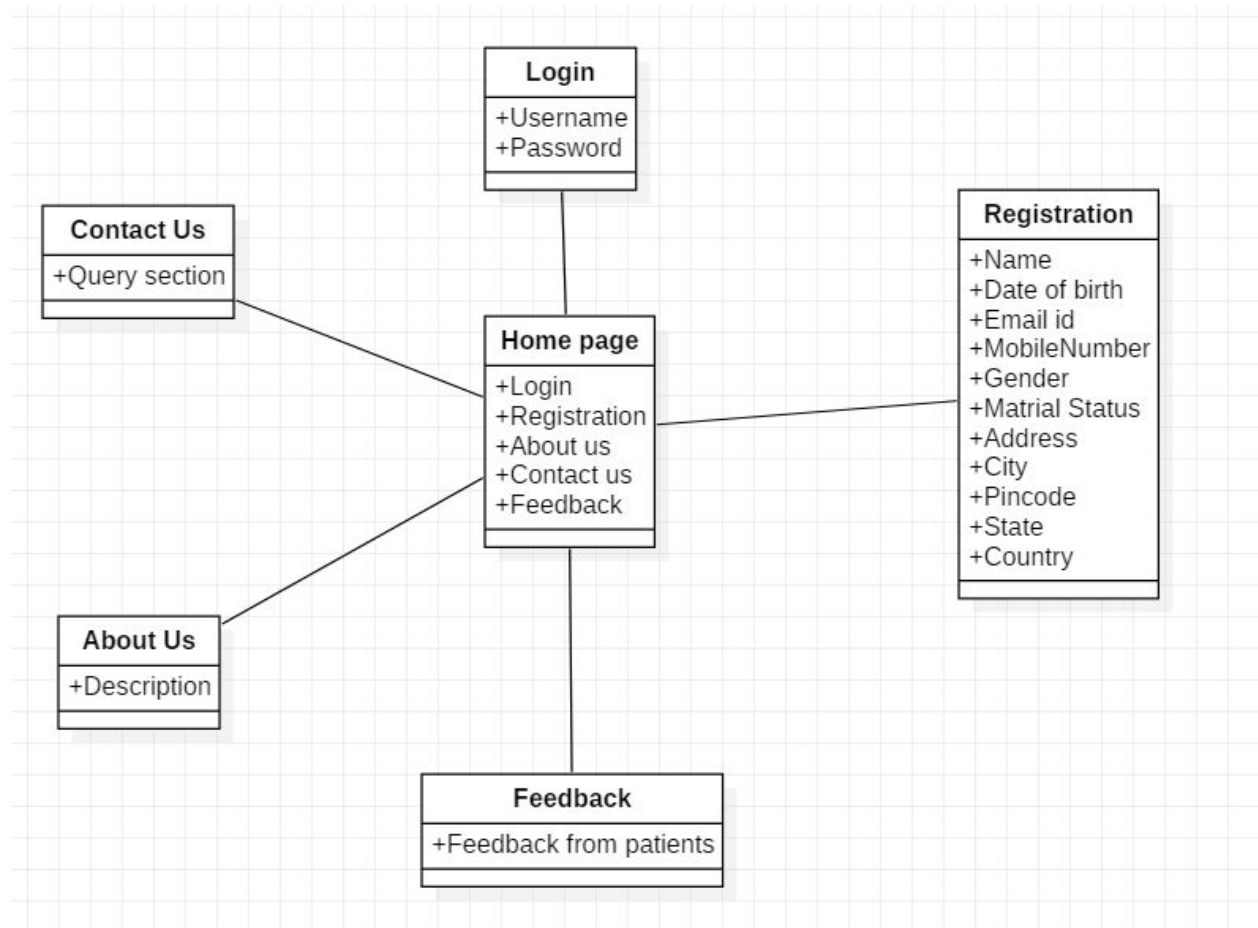 Login
+Username
+Password
Contact Us
+Query section
Registration
+Name
+Date of birth
+Email id
+MobileNumber
+Gender
+Matrial Status
+Address
+City
+Pincode
+State
+Country
Home page
+Login
+Registration
+About us
+Contact us
+Feedback
About Us
+Description
Feedback
+Feedback from patients